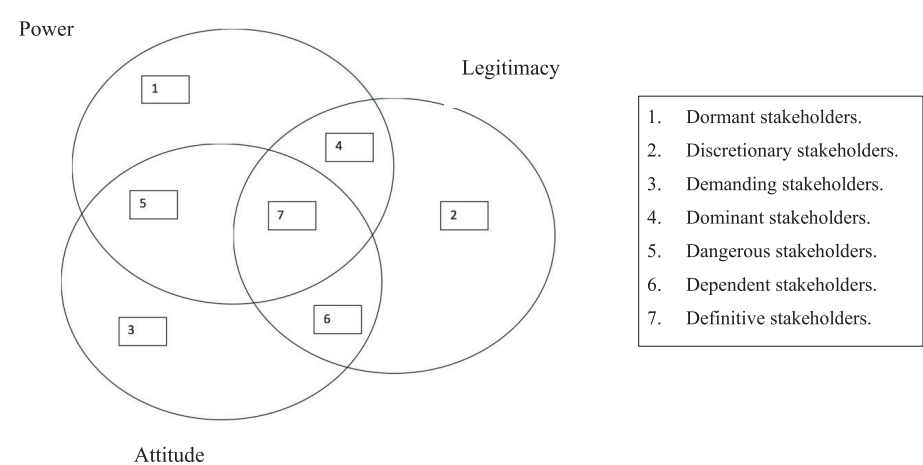 Power
Legitimacy
1
4
5
7
2
6
3
Attitude
1. Dormant stakeholders.
2. Discretionary stakeholders.
3. Demanding stakeholders.
4. Dominant stakeholders.
5. Dangerous stakeholders.
6. Dependent stakeholders.
7. Definitive stakeholders.